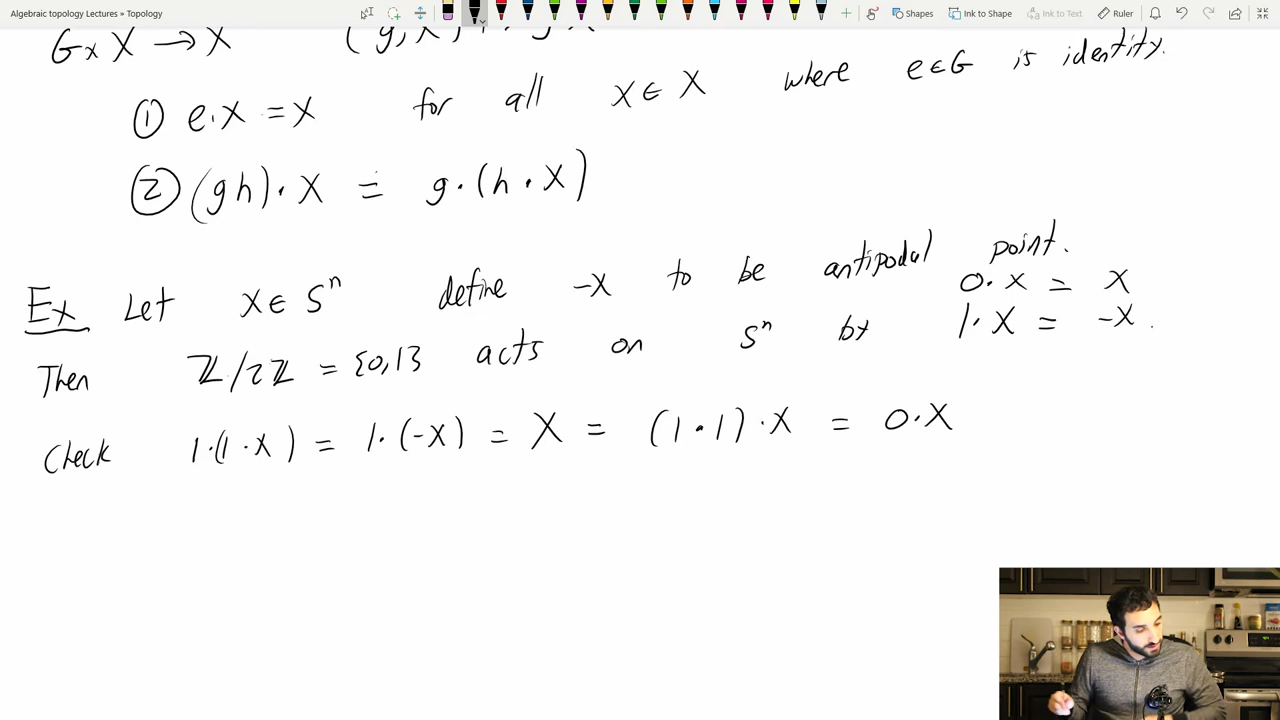 Algebraic topology Lectures » Topology
Shapes Ink to Shape Ink to Text Ruler
G x X → X
① e·x = x for all x ∈ X where e∈G is identity.
② (gh)·x = g·(h·x)
Ex Let x ∈ Sⁿ define -x to be antipodal point.
Then ℤ/2ℤ = {0,1} acts on Sⁿ by 0·x = x
1·x = -x.
Check 1·(1·x) = 1·(-x) = x = (1·1)·x = 0·x